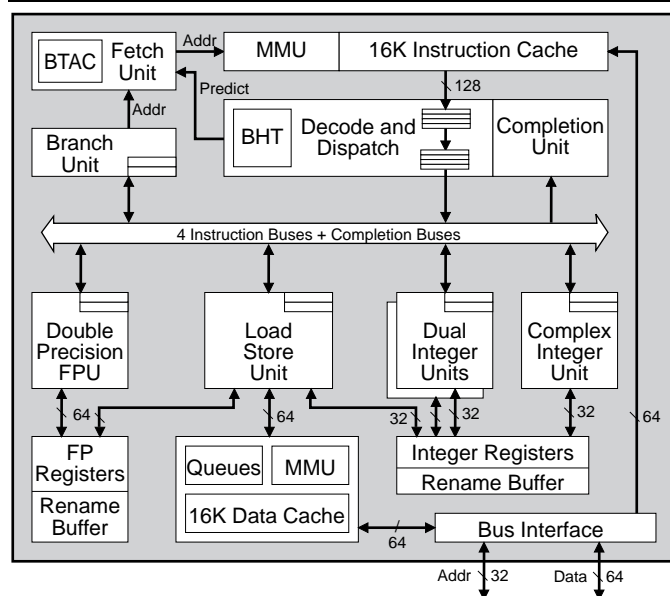 BTAC
Fetch
Unit
Addr
MMU
16K Instruction Cache
Predict
128
Addr
Branch
Unit
BHT
Decode and
Dispatch
Completion
Unit
4 Instruction Buses + Completion Buses
Double
Precision
FPU
Load
Store
Unit
Dual
Integer
Units
Complex
Integer
Unit
64
64
32
32
32
64
FP
Registers
Rename
Buffer
Queues
MMU
16K Data Cache
Integer Registers
Rename Buffer
64
Bus Interface
Addr
32
Data
64